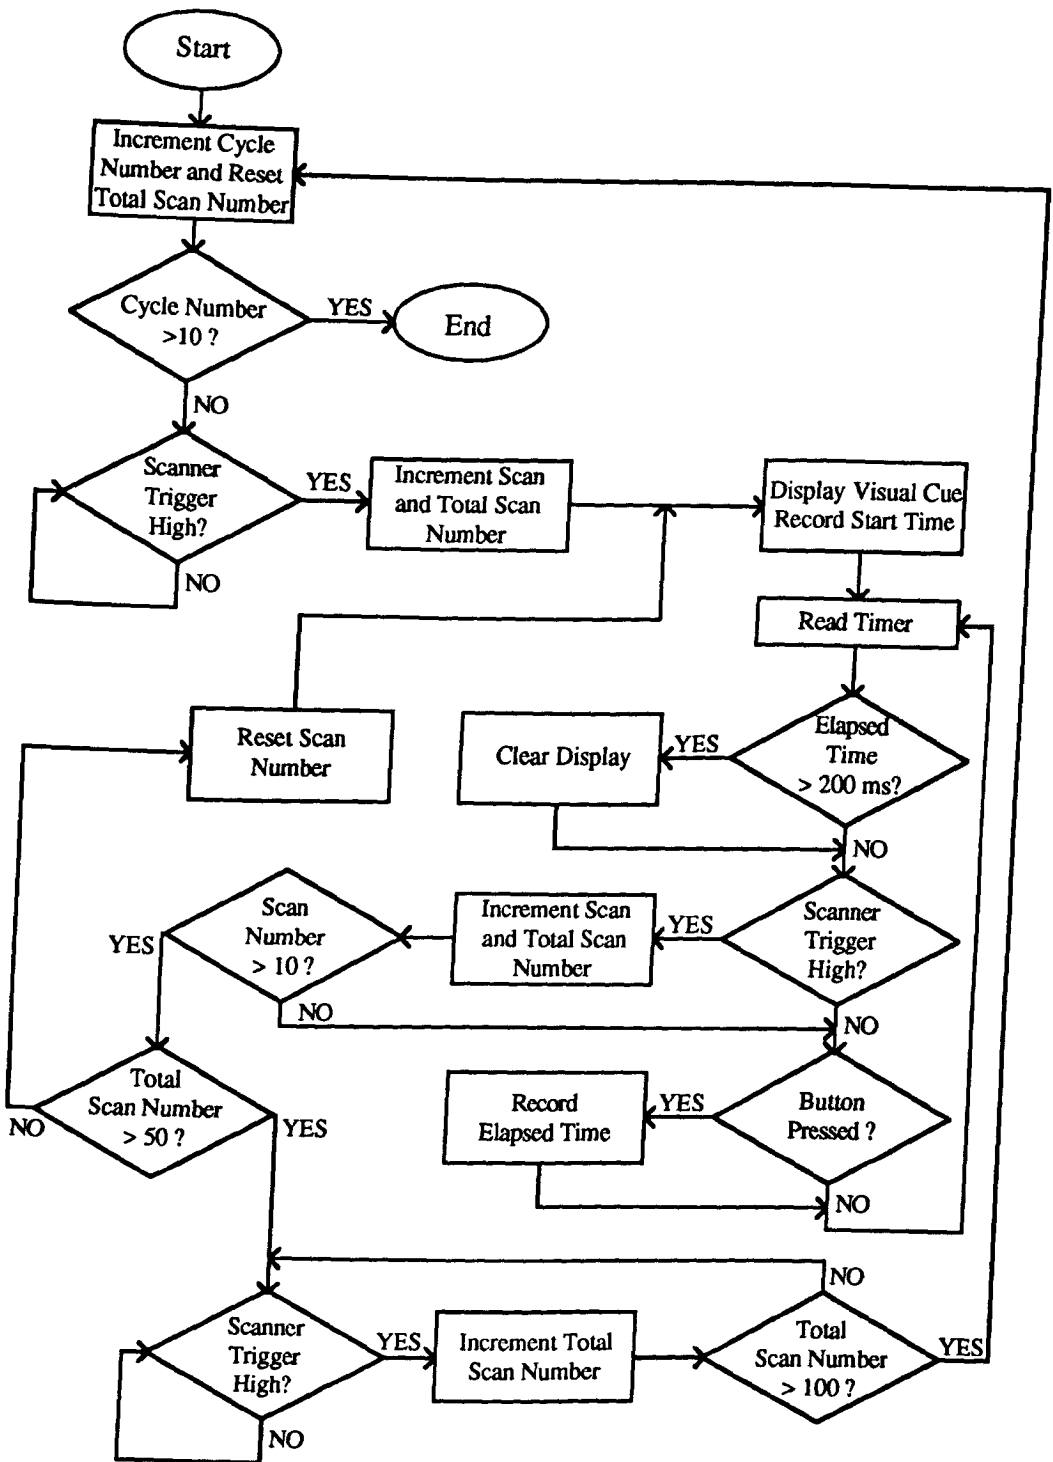 Start
Increment Cycle
Number and Reset
Total Scan Number
Cycle Number
>10 ?
YES
End
NO
Scanner
Trigger
High?
YES
NO
Increment Scan
and Total Scan
Number
Display Visual Cue
Record Start Time
Read Timer
Reset Scan
Number
Clear Display
YES
Elapsed
Time
> 200 ms?
NO
Scan
Number
> 10 ?
YES
NO
Increment Scan
and Total Scan
Number
YES
Scanner
Trigger
High?
NO
Total
Scan Number
> 50 ?
NO
YES
Record
Elapsed Time
YES
Button
Pressed ?
NO
Scanner
Trigger
High?
YES
NO
Increment Total
Scan Number
NO
Total
Scan Number
> 100 ?
YES